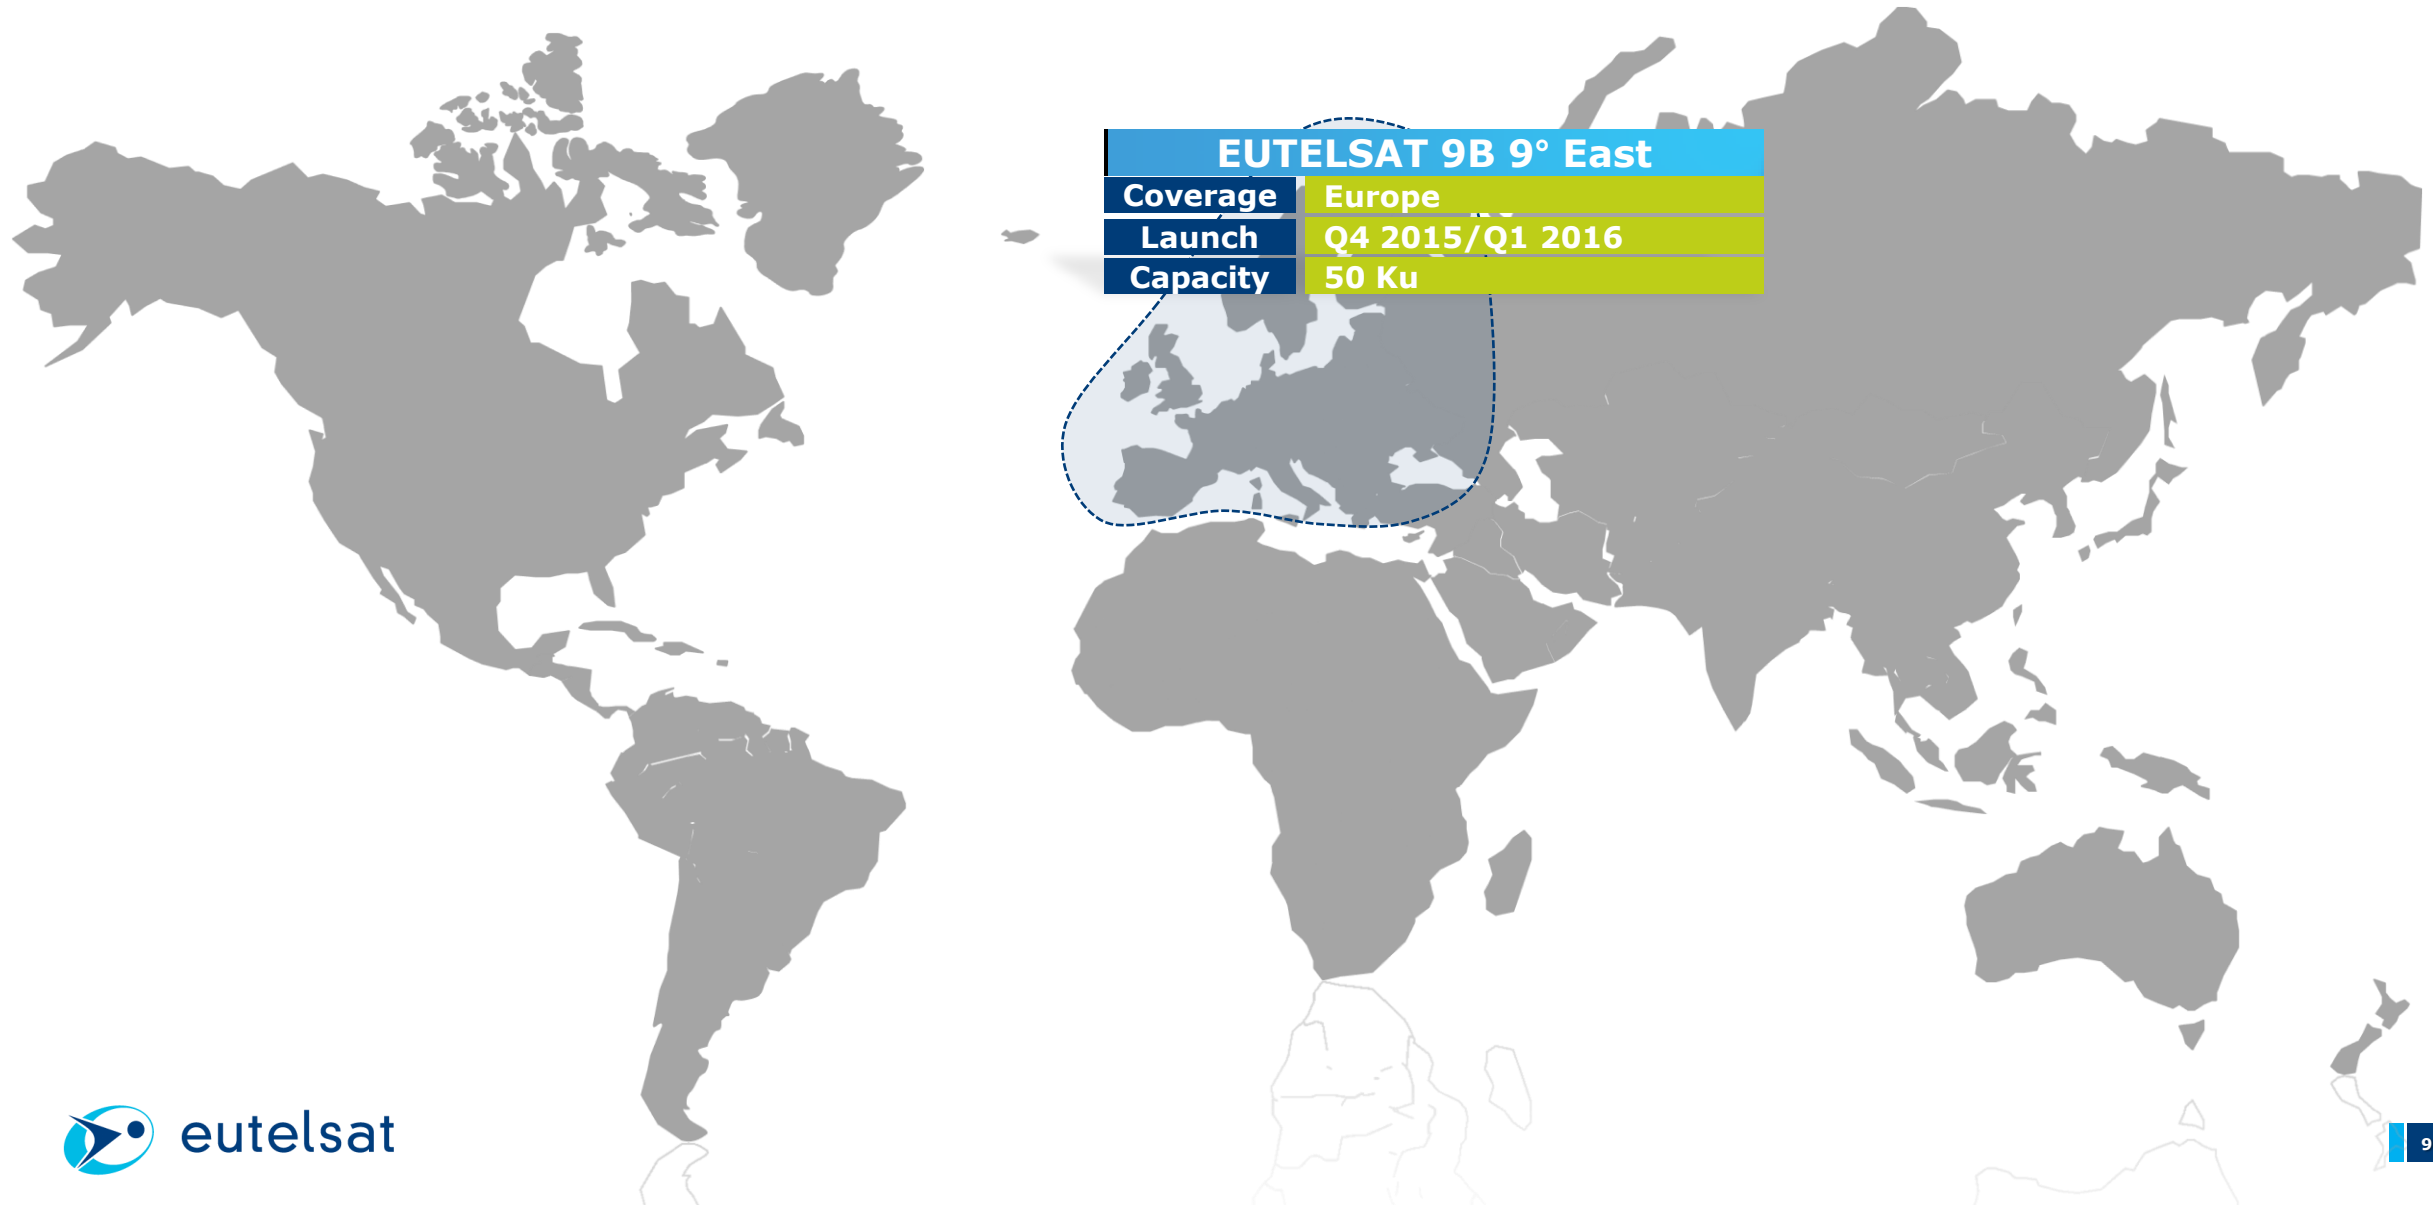 EUTELSAT 9B 9° East
Coverage Europe
Launch Q4 2015/Q1 2016
Capacity 50 Ku
eutelsat
9